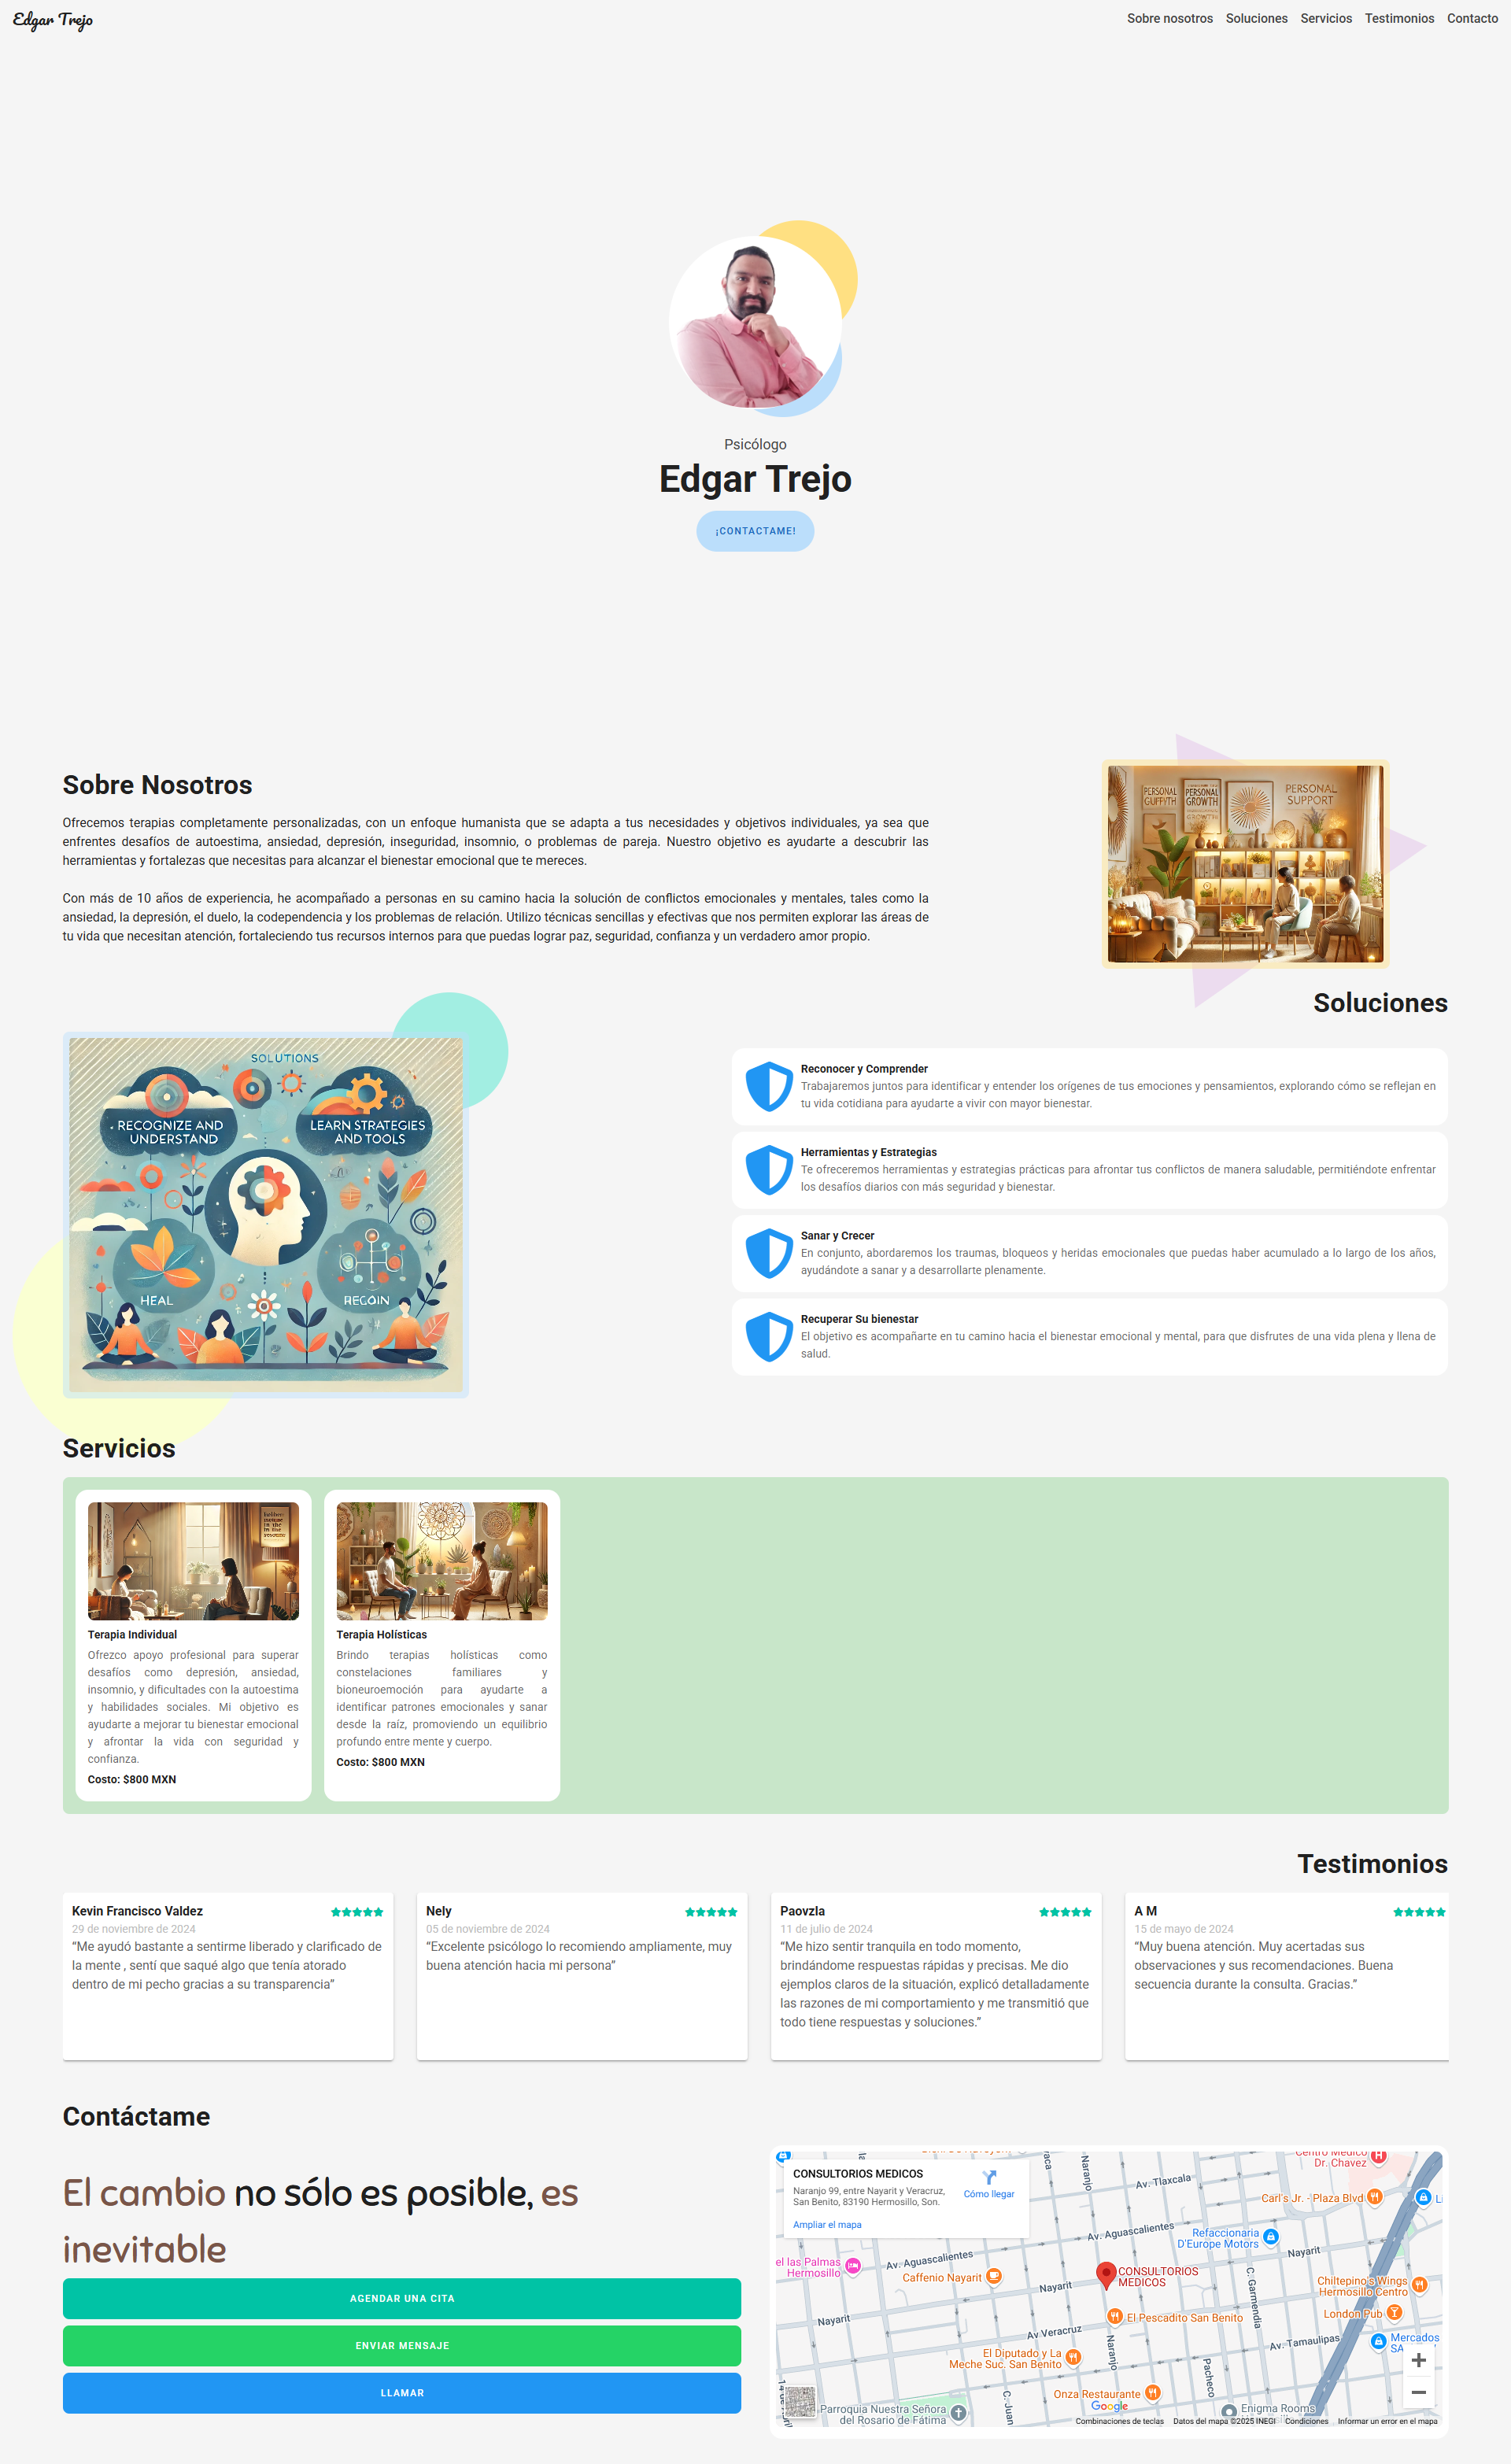 Edgar Trejo
Sobre nosotros Soluciones Servicios Testimonios Contacto
Psicólogo
Edgar Trejo
¡CONTACTAME!
Sobre Nosotros
Ofrecemos terapias completamente personalizadas, con un enfoque humanista que se adapta a tus necesidades y objetivos individuales, ya sea que
enfrentes desafíos de autoestima, ansiedad, depresión, inseguridad, insomnio, o problemas de pareja. Nuestro objetivo es ayudarte a descubrir las
herramientas y fortalezas que necesitas para alcanzar el bienestar emocional que te mereces.
Con más de 10 años de experiencia, he acompañado a personas en su camino hacia la solución de conflictos emocionales y mentales, tales como la
ansiedad, la depresión, el duelo, la codependencia y los problemas de relación. Utilizo técnicas sencillas y efectivas que nos permiten explorar las áreas de
tu vida que necesitan atención, fortaleciendo tus recursos internos para que puedas lograr paz, seguridad, confianza y un verdadero amor propio.
PERSONAL
PERSONAL
GROWTH
PERSONAL
SUPPORT
Soluciones
SOLUTIONS
RECOGNIZE AND
UNDERSTAND
LEARN STRATEGIES
AND TOOLS
HEAL
REGOIN
Reconocer y Comprender
Trabajaremos juntos para identificar y entender los orígenes de tus emociones y pensamientos, explorando cómo se reflejan en
tu vida cotidiana para ayudarte a vivir con mayor bienestar.
Herramientas y Estrategias
Te ofreceremos herramientas y estrategias prácticas para afrontar tus conflictos de manera saludable, permitiéndote enfrentar
los desafíos diarios con más seguridad y bienestar.
Sanar y Crecer
En conjunto, abordaremos los traumas, bloqueos y heridas emocionales que puedas haber acumulado a lo largo de los años,
ayudándote a sanar y a desarrollarte plenamente.
Recuperar Su bienestar
El objetivo es acompañarte en tu camino hacia el bienestar emocional y mental, para que disfrutes de una vida plena y llena de
salud.
Servicios
Terapia Individual
Ofrezco apoyo profesional para superar
desafíos como depresión, ansiedad,
insomnio, y dificultades con la autoestima
y habilidades sociales. Mi objetivo es
ayudarte a mejorar tu bienestar emocional
y afrontar la vida con seguridad y
confianza.
Costo: $800 MXN
Terapia Holísticas
Brindo terapias holísticas como
constelaciones familiares y
bioneuroemoción para ayudarte a
identificar patrones emocionales y sanar
desde la raíz, promoviendo un equilibrio
profundo entre mente y cuerpo.
Costo: $800 MXN
Testimonios
Kevin Francisco Valdez
29 de noviembre de 2024
“Me ayudó bastante a sentirme liberado y clarificado de
la mente , sentí que saqué algo que tenía atorado
dentro de mi pecho gracias a su transparencia”
Nely
05 de noviembre de 2024
“Excelente psicólogo lo recomiendo ampliamente, muy
buena atención hacia mi persona”
Paovzla
11 de julio de 2024
“Me hizo sentir tranquila en todo momento,
brindándome respuestas rápidas y precisas. Me dio
ejemplos claros de la situación, explicó detalladamente
las razones de mi comportamiento y me transmitió que
todo tiene respuestas y soluciones.”
A M
15 de mayo de 2024
“Muy buena atención. Muy acertadas sus
observaciones y sus recomendaciones. Buena
secuencia durante la consulta. Gracias.”
Contáctame
El cambio no sólo es posible, es
inevitable
AGENDAR UNA CITA
ENVIAR MENSAJE
LLAMAR
CONSULTORIOS MEDICOS
Naranjo 99, entre Nayarit y Veracruz,
San Benito, 83190 Hermosillo, Son.
Ampliar el mapa
Cómo llegar
Naranjo
Av. Tlaxcala
Centro Médico
Dr. Chavez
Carl's Jr. - Plaza Blvd
Av. Aguascalientes
Refaccionaria
D'Europe Motors
Nayarit
el las Palmas
Hermosillo
Av. Aguascalientes
Caffenio Nayarit
Nayarit
CONSULTORIOS
MEDICOS
C. Garmendia
Chiltepino's Wings
Hermosillo Centro
London Pub
Nayarit
El Pescadito San Benito
Av Veracruz
Naranjo
Av. Tamaulipas
Mercados
El Diputado y La
Meche Suc. San Benito
Pacheco
Onza Restaurante
C. Juan
Parroquia Nuestra Señora
del Rosario de Fátima
Enigma Rooms
Google
Combinaciones de teclas Datos del mapa ©2025 INEGI Condiciones Informar un error en el mapa